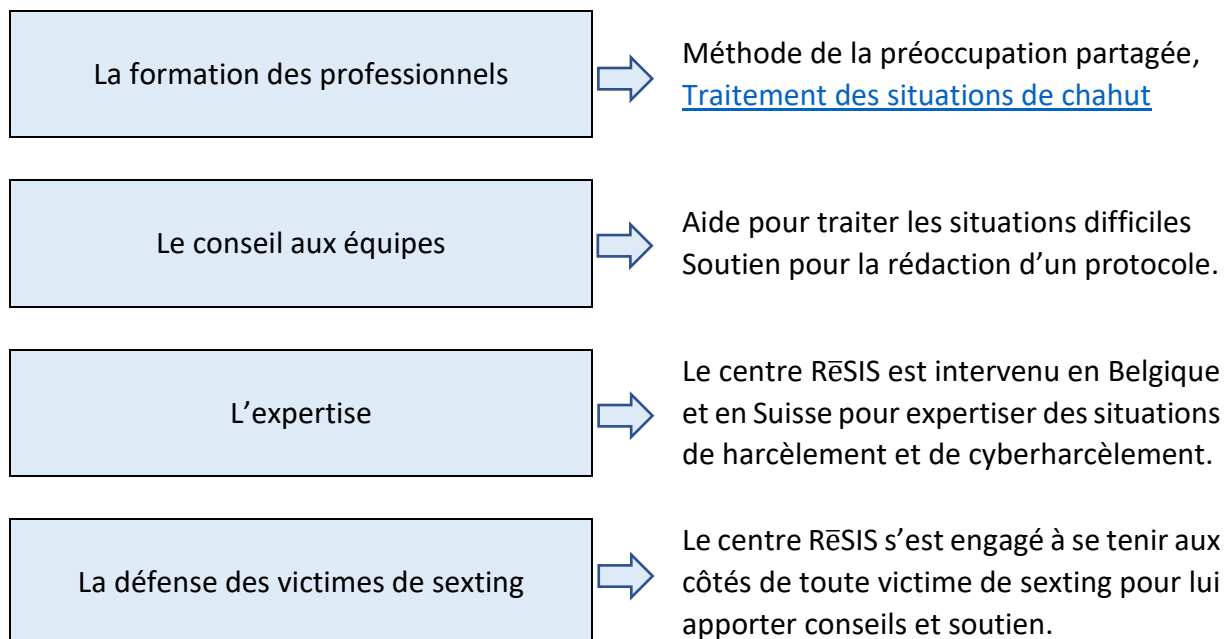 La formation des professionnels
Méthode de la préoccupation partagée,
Traitement des situations de chahut
Le conseil aux équipes
Aide pour traiter les situations difficiles
Soutien pour la rédaction d’un protocole.
L’expertise
Le centre RēSIS est intervenu en Belgique
et en Suisse pour expertiser des situations
de harcèlement et de cyberharcèlement.
La défense des victimes de sexting
Le centre RēSIS s’est engagé à se tenir aux
côtés de toute victime de sexting pour lui
apporter conseils et soutien.